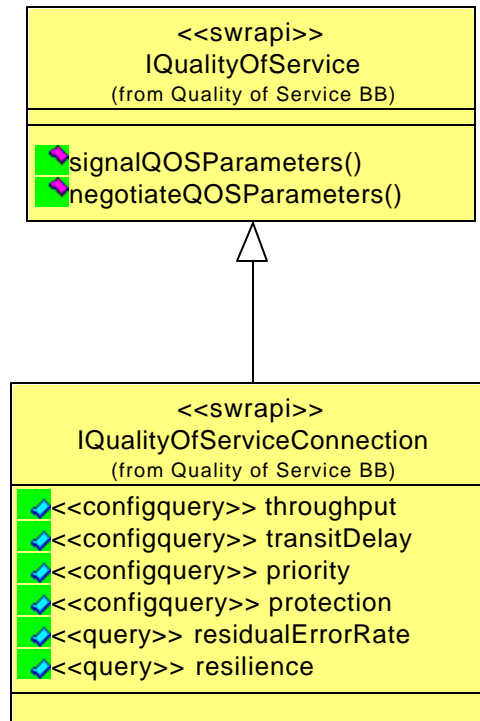 <<swrapi>>
IQualityOfService
(from Quality of Service BB)
signalQOSParameters()
negotiateQOSParameters()
<<swrapi>>
IQualityOfServiceConnection
(from Quality of Service BB)
<<configquery>> throughput
<<configquery>> transitDelay
<<configquery>> priority
<<configquery>> protection
<<query>> residualErrorRate
<<query>> resilience